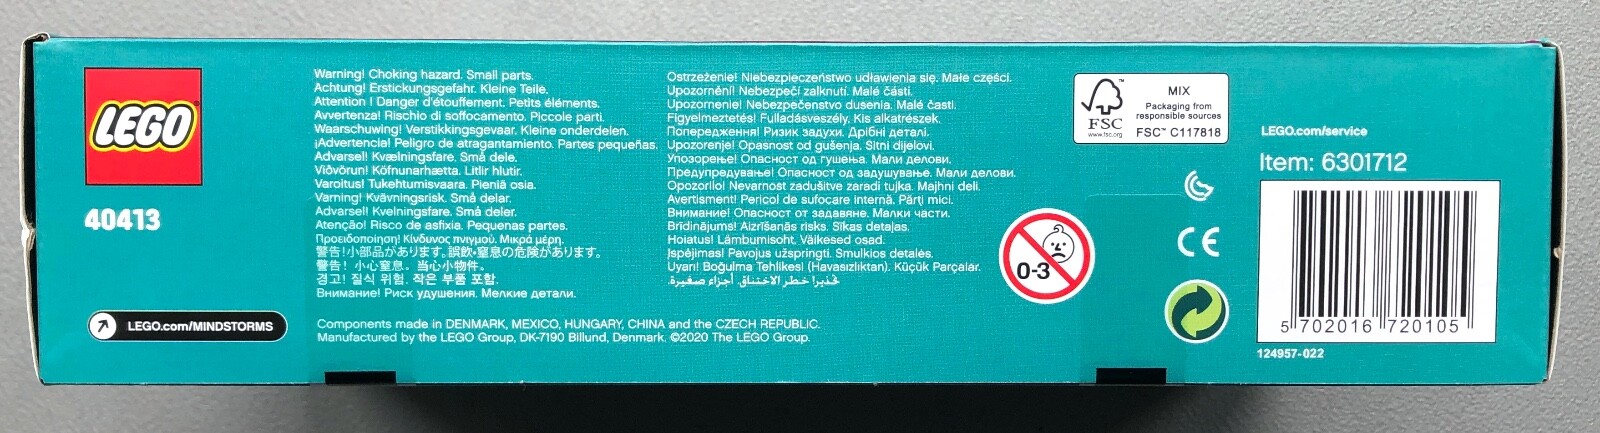 LEGO
40413
LEGO.com/MINDSTORMS
Warning! Choking hazard. Small parts.
Achtung! Erstickungsgefahr. Kleine Teile.
Attention ! Danger d'étouffement. Petits éléments.
Avvertenza! Rischio di soffocamento. Piccole parti.
Waarschuwing! Verstikkingsgevaar. Kleine onderdelen.
¡Advertencia! Peligro de atragantamiento. Partes pequeñas.
Advarsel! Kvælningsfare. Små dele.
Viðvörun! Köfnunarhætta. Litlir hlutir.
Varoitus! Tukehtumisvaara. Pieniä osia.
Varning! Kvävningsrisk. Små delar.
Advarsel! Kvelningsfare. Små deler.
Atenção! Risco de asfixia. Pequenas partes.
Προειδοποίηση! Κίνδυνος πνιγμού. Μικρά μέρη.
警告!小部品があります。誤飲・窒息の危険があります。
警告! 小心窒息。当心小物件。
경고! 질식 위험. 작은 부품 포함.
Внимание! Риск удушения. Мелкие детали.
Components made in DENMARK, MEXICO, HUNGARY, CHINA and the CZECH REPUBLIC.
Manufactured by the LEGO Group, DK-7190 Billund, Denmark. ©2020 The LEGO Group.
Ostrzeżenie! Niebezpieczeństwo udławienia się. Małe części.
Upozornění! Nebezpečí zalknutí. Malé části.
Upozornenie! Nebezpečenstvo dusenia. Malé časti.
Figyelmeztetés! Fulladásveszély. Kis alkatrészek.
Попередження! Ризик задухи. Дрібні деталі.
Upozorenje! Opasnost od gušenja. Sitni dijelovi.
Упозорење! Опасност од гушења. Мали делови.
Предупредување! Опасност од задушување. Мали делови.
Opozorilo! Nevarnost zadušitve zaradi tujka. Majhni deli.
Avertisment! Pericol de sufocare internă. Părţi mici.
Внимание! Опасност от задавяне. Малки части.
Brīdinājums! Aizrīšanās risks. Sīkas detaļas.
Hoiatus! Lämbumisoht. Väikesed osad.
Įspėjimas! Pavojus užspringti. Smulkios detalės.
Uyarı! Boğulma Tehlikesi (Havasızlıktan). Küçük Parçalar.
تحذير! خطر الاختناق. أجزاء صغيرة.
0-3
FSC™
www.fsc.org
MIX
Packaging from
responsible sources
FSC™ C117818
CE
LEGO.com/service
Item: 6301712
5 702016 720105
124957-022